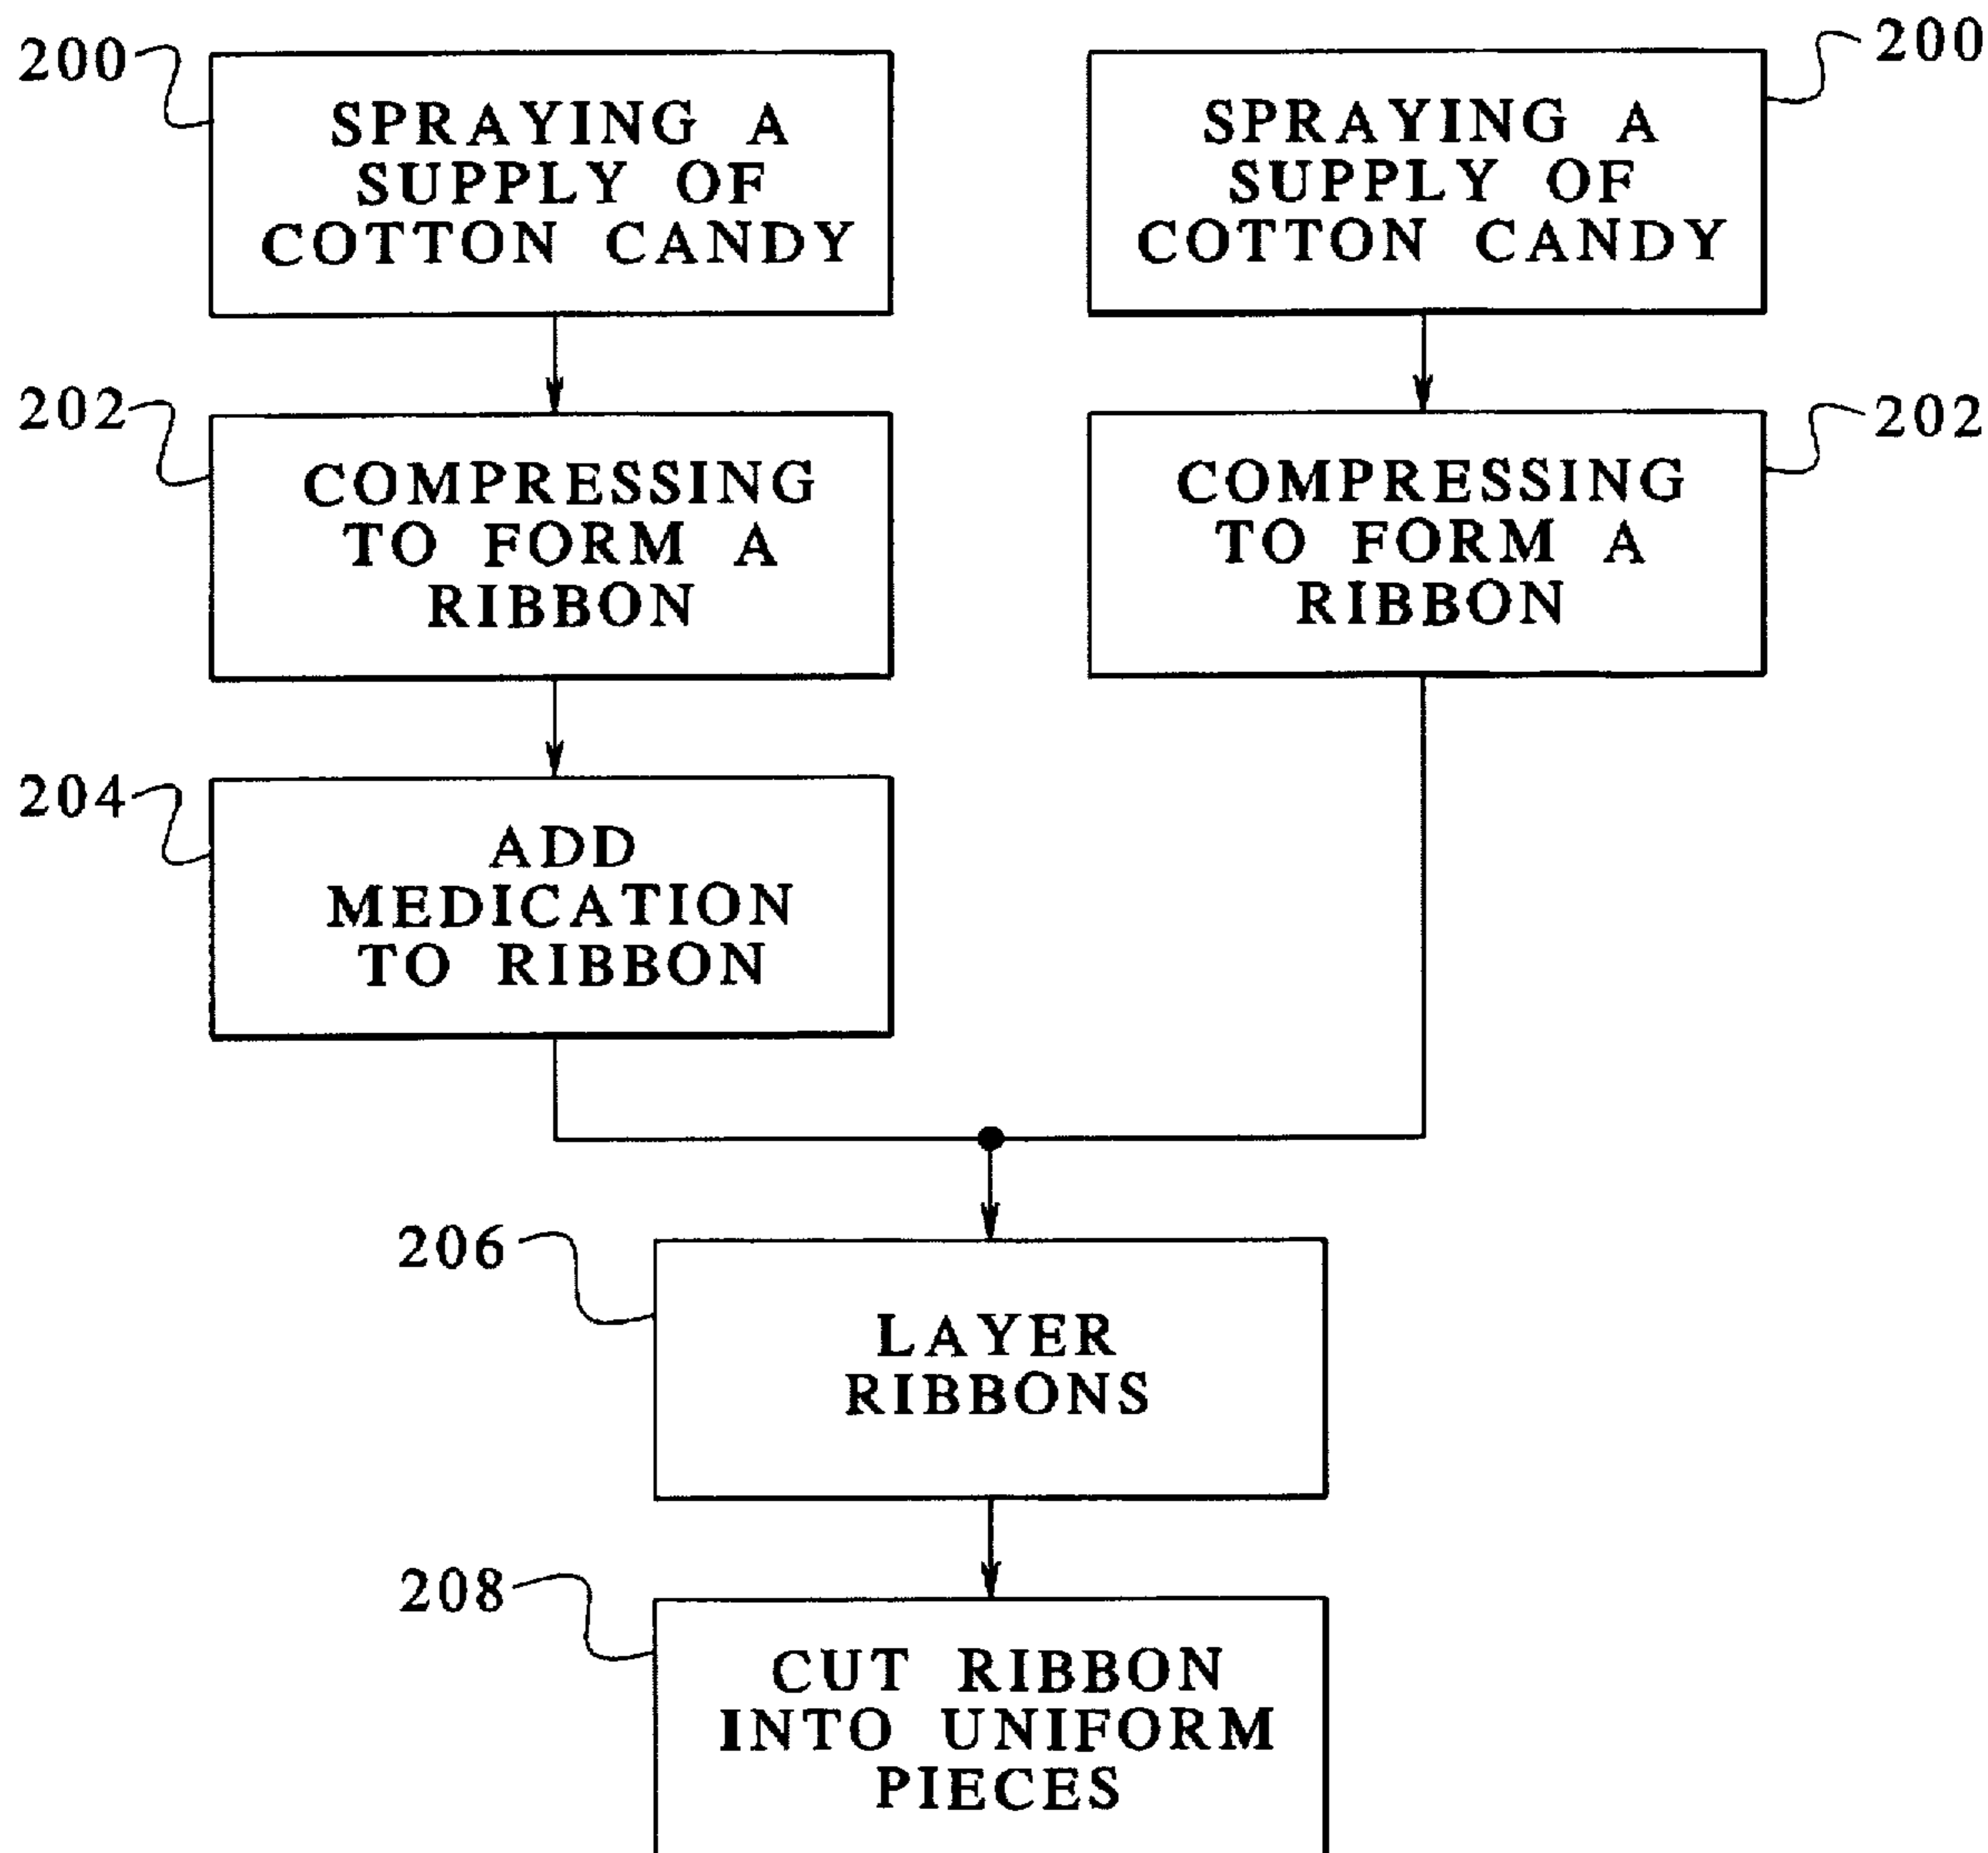 200
SPRAYING A
SUPPLY OF
COTTON CANDY
200
SPRAYING A
SUPPLY OF
COTTON CANDY
202
COMPRESSING
TO FORM A
RIBBON
202
COMPRESSING
TO FORM A
RIBBON
204
ADD
MEDICATION
TO RIBBON
206
LAYER
RIBBONS
208
CUT RIBBON
INTO UNIFORM
PIECES